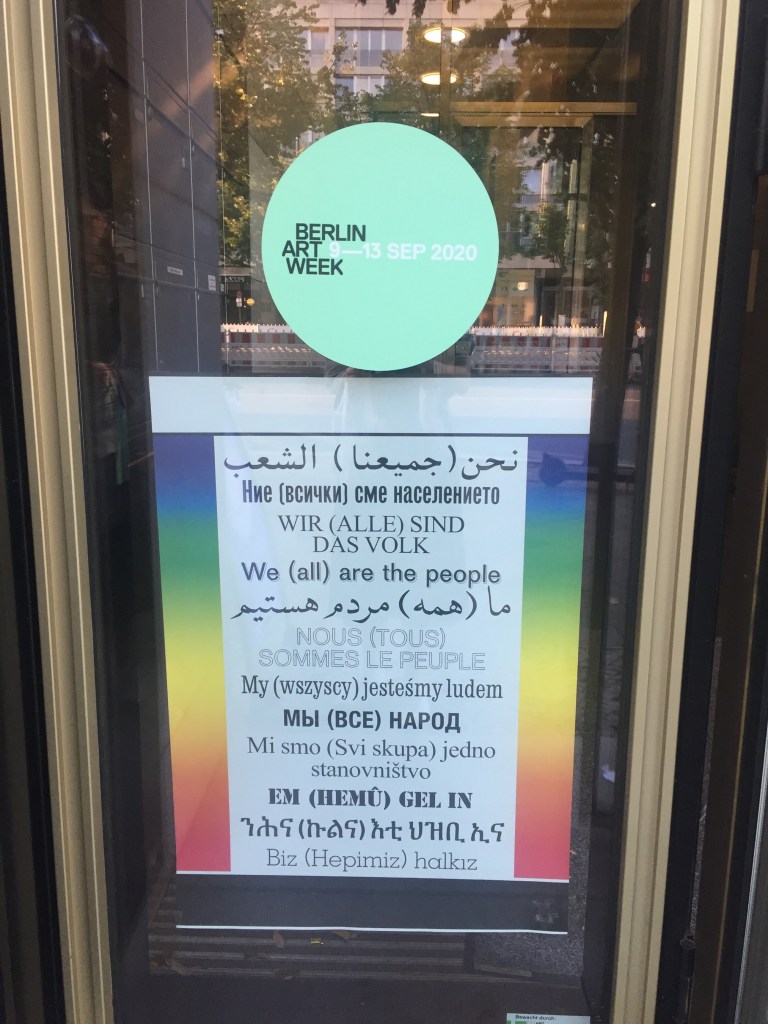 BERLIN
ART 9—13 SEP 2020
WEEK
نحن (جميعنا) الشعب
Ние (всички) сме населението
WIR (ALLE) SIND
DAS VOLK
We (all) are the people
ما (همه) مردم هستیم
NOUS (TOUS)
SOMMES LE PEUPLE
My (wszyscy) jesteśmy ludem
МЫ (ВСЕ) НАРОД
Mi smo (Svi skupa) jedno
stanovništvo
EM (HEMÛ) GEL IN
ንሕና (ኩልና) እቲ ህዝቢ ኢና
Biz (Hepimiz) halkız
Bewacht durch: